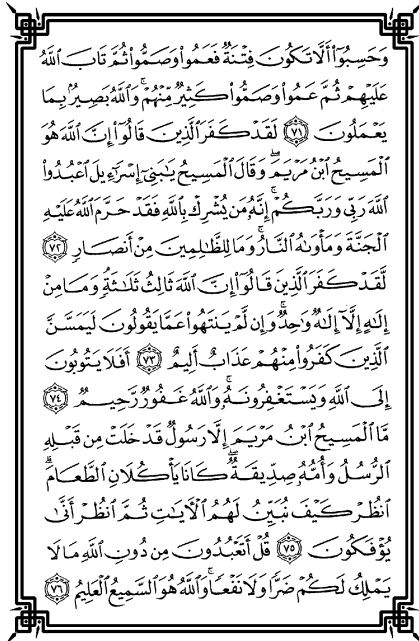 وَحَسِبُوٓا۟ أَلَّا تَكُونَ فِتْنَةٌ فَعَمُوا۟ وَصَمُّوا۟ ثُمَّ تَابَ ٱللَّهُ
عَلَيْهِمْ ثُمَّ عَمُوا۟ وَصَمُّوا۟ كَثِيرٌ مِّنْهُمْ ۚ وَٱللَّهُ بَصِيرٌۢ بِمَا
يَعْمَلُونَ ﴿٧١﴾ لَقَدْ كَفَرَ ٱلَّذِينَ قَالُوٓا۟ إِنَّ ٱللَّهَ هُوَ
ٱلْمَسِيحُ ٱبْنُ مَرْيَمَ ۖ وَقَالَ ٱلْمَسِيحُ يَٰبَنِىٓ إِسْرَٰٓءِيلَ ٱعْبُدُوا۟
ٱللَّهَ رَبِّى وَرَبَّكُمْ ۖ إِنَّهُۥ مَن يُشْرِكْ بِٱللَّهِ فَقَدْ حَرَّمَ ٱللَّهُ عَلَيْهِ
ٱلْجَنَّةَ وَمَأْوَىٰهُ ٱلنَّارُ ۖ وَمَا لِلظَّٰلِمِينَ مِنْ أَنصَارٍ ﴿٧٢﴾
لَّقَدْ كَفَرَ ٱلَّذِينَ قَالُوٓا۟ إِنَّ ٱللَّهَ ثَالِثُ ثَلَٰثَةٍ ۘ وَمَا مِنْ
إِلَٰهٍ إِلَّآ إِلَٰهٌ وَٰحِدٌ ۚ وَإِن لَّمْ يَنتَهُوا۟ عَمَّا يَقُولُونَ لَيَمَسَّنَّ
ٱلَّذِينَ كَفَرُوا۟ مِنْهُمْ عَذَابٌ أَلِيمٌ ﴿٧٣﴾ أَفَلَا يَتُوبُونَ
إِلَى ٱللَّهِ وَيَسْتَغْفِرُونَهُۥ ۚ وَٱللَّهُ غَفُورٌ رَّحِيمٌ ﴿٧٤﴾
مَّا ٱلْمَسِيحُ ٱبْنُ مَرْيَمَ إِلَّا رَسُولٌ قَدْ خَلَتْ مِن قَبْلِهِ
ٱلرُّسُلُ وَأُمُّهُۥ صِدِّيقَةٌ ۖ كَانَا يَأْكُلَانِ ٱلطَّعَامَ ۗ
ٱنظُرْ كَيْفَ نُبَيِّنُ لَهُمُ ٱلْـَٔايَٰتِ ثُمَّ ٱنظُرْ أَنَّىٰ
يُؤْفَكُونَ ﴿٧٥﴾ قُلْ أَتَعْبُدُونَ مِن دُونِ ٱللَّهِ مَا لَا
يَمْلِكُ لَكُمْ ضَرًّا وَلَا نَفْعًا ۚ وَٱللَّهُ هُوَ ٱلسَّمِيعُ ٱلْعَلِيمُ ﴿٧٦﴾